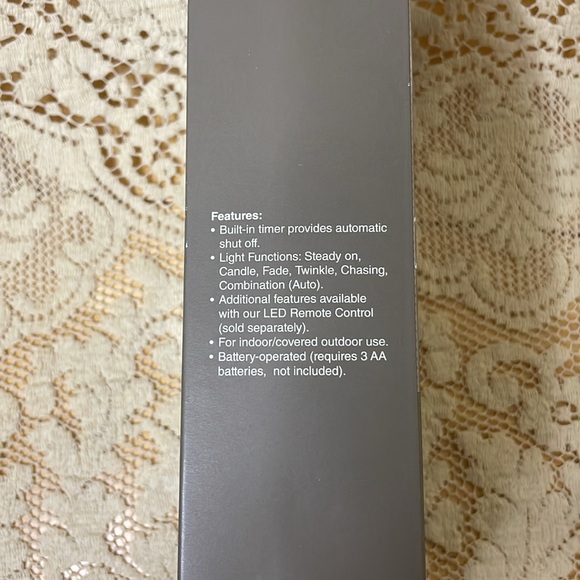 Features:
• Built-in timer provides automatic
shut off.
• Light Functions: Steady on,
Candle, Fade, Twinkle, Chasing,
Combination (Auto).
• Additional features available
with our LED Remote Control
(sold separately).
• For indoor/covered outdoor use.
• Battery-operated (requires 3 AA
batteries, not included).